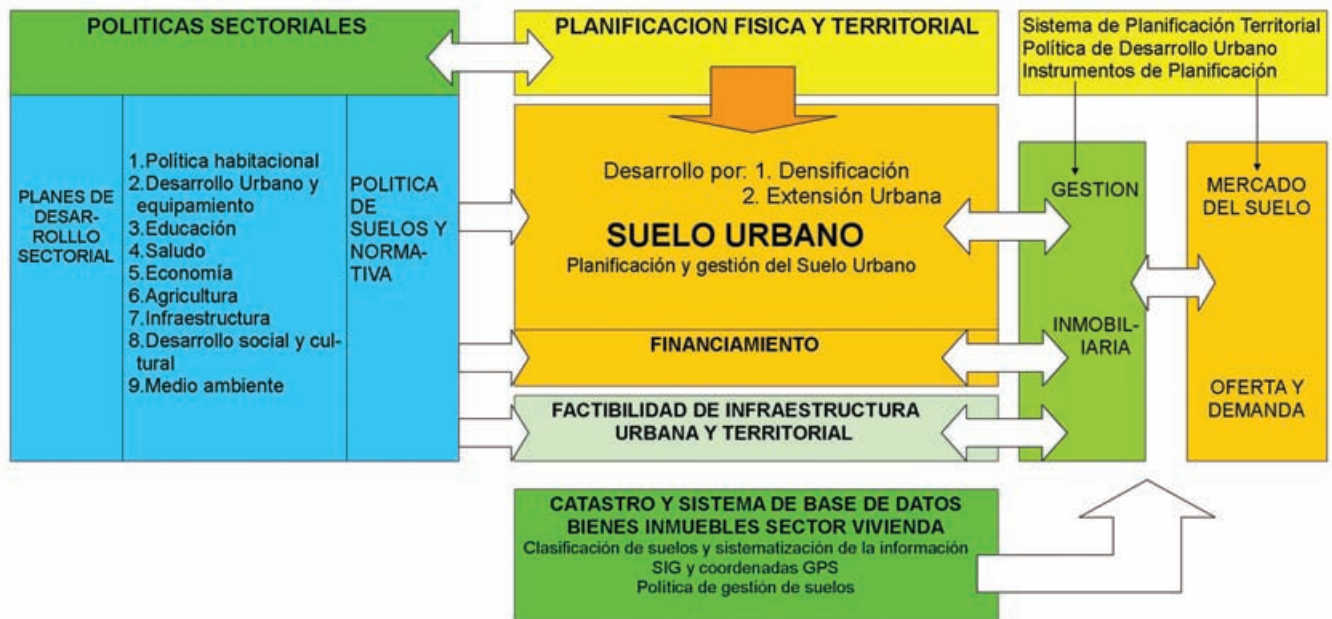 POLITICAS SECTORIALES
PLANES DE
DESAR-
ROLLLO
SECTORIAL
1.Política habitacional
2.Desarrollo Urbano y
equipamiento
3.Educación
4.Saludo
5.Economía
6.Agricultura
7.Infraestructura
8.Desarrollo social y cul-
tural
9.Medio ambiente
POLITICA
DE
SUELOS Y
NORMA-
TIVA
PLANIFICACION FISICA Y TERRITORIAL
Desarrollo por: 1. Densificación
2. Extensión Urbana
SUELO URBANO
Planificación y gestión del Suelo Urbano
FINANCIAMIENTO
FACTIBILIDAD DE INFRAESTRUCTURA
URBANA Y TERRITORIAL
CATASTRO Y SISTEMA DE BASE DE DATOS
BIENES INMUEBLES SECTOR VIVIENDA
Clasificación de suelos y sistematización de la información
SIG y coordenadas GPS
Política de gestión de suelos
Sistema de Planificación Territorial
Política de Desarrollo Urbano
Instrumentos de Planificación
GESTION
INMOBIL-
IARIA
MERCADO
DEL SUELO
OFERTA Y
DEMANDA